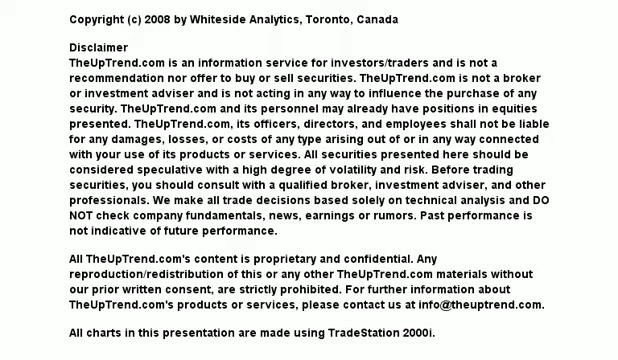 Copyright (c) 2008 by Whiteside Analytics, Toronto, Canada
Disclaimer
TheUpTrend.com is an information service for investors/traders and is not a
recommendation nor offer to buy or sell securities. TheUpTrend.com is not a broker
or investment adviser and is not acting in any way to influence the purchase of any
security. TheUpTrend.com and its personnel may already have positions in equities
presented. TheUpTrend.com, its officers, directors, and employees shall not be liable
for any damages, losses, or costs of any type arising out of or in any way connected
with your use of its products or services. All securities presented here should be
considered speculative with a high degree of volatility and risk. Before trading
securities, you should consult with a qualified broker, investment adviser, and other
professionals. We make all trade decisions based solely on technical analysis and DO
NOT check company fundamentals, news, earnings or rumors. Past performance is
not indicative of future performance.
All TheUpTrend.com's content is proprietary and confidential. Any
reproduction/redistribution of this or any other TheUpTrend.com materials without
our prior written consent, are strictly prohibited. For further information about
TheUpTrend.com's products or services, please contact us at info@theuptrend.com.
All charts in this presentation are made using TradeStation 2000i.